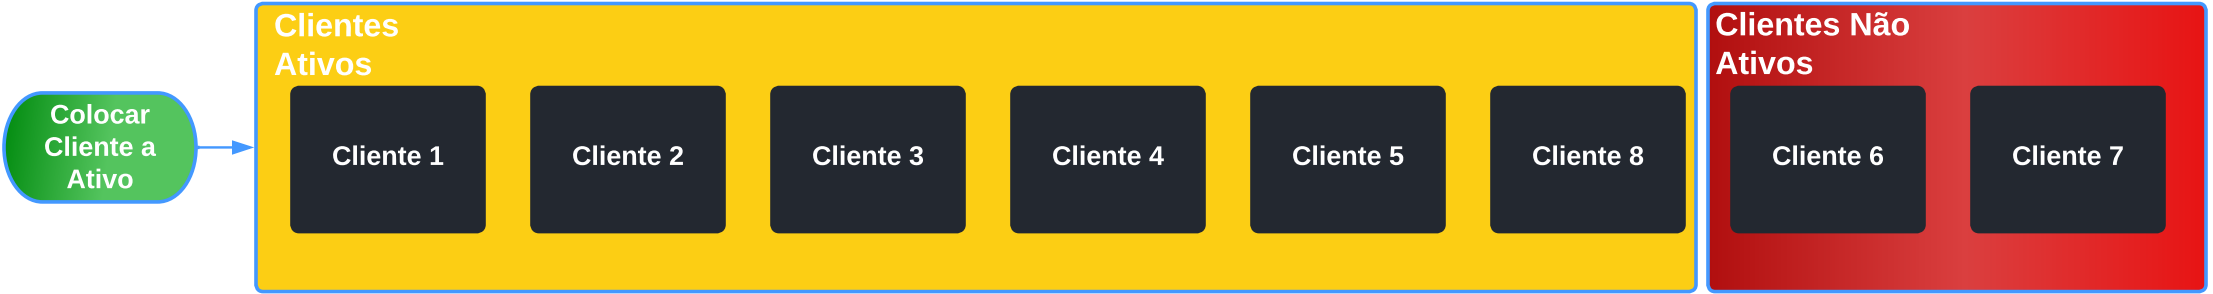 Colocar
Cliente a
Ativo
Clientes
Ativos
Cliente 1
Cliente 2
Cliente 3
Cliente 4
Cliente 5
Cliente 8
Clientes Não
Ativos
Cliente 6
Cliente 7